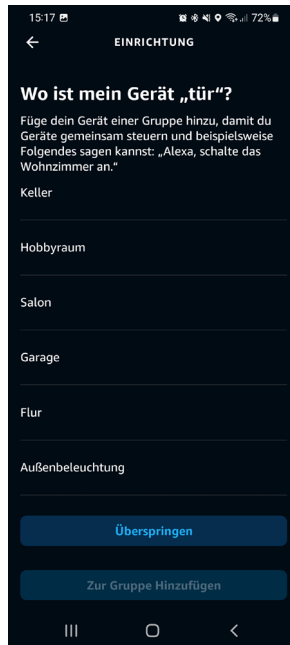 15:17 72%
EINRICHTUNG
Wo ist mein Gerät „tür“?
Füge dein Gerät einer Gruppe hinzu, damit du
Geräte gemeinsam steuern und beispielsweise
Folgendes sagen kannst: „Alexa, schalte das
Wohnzimmer an.“
Keller
Hobbyraum
Salon
Garage
Flur
Außenbeleuchtung
Überspringen
Zur Gruppe Hinzufügen